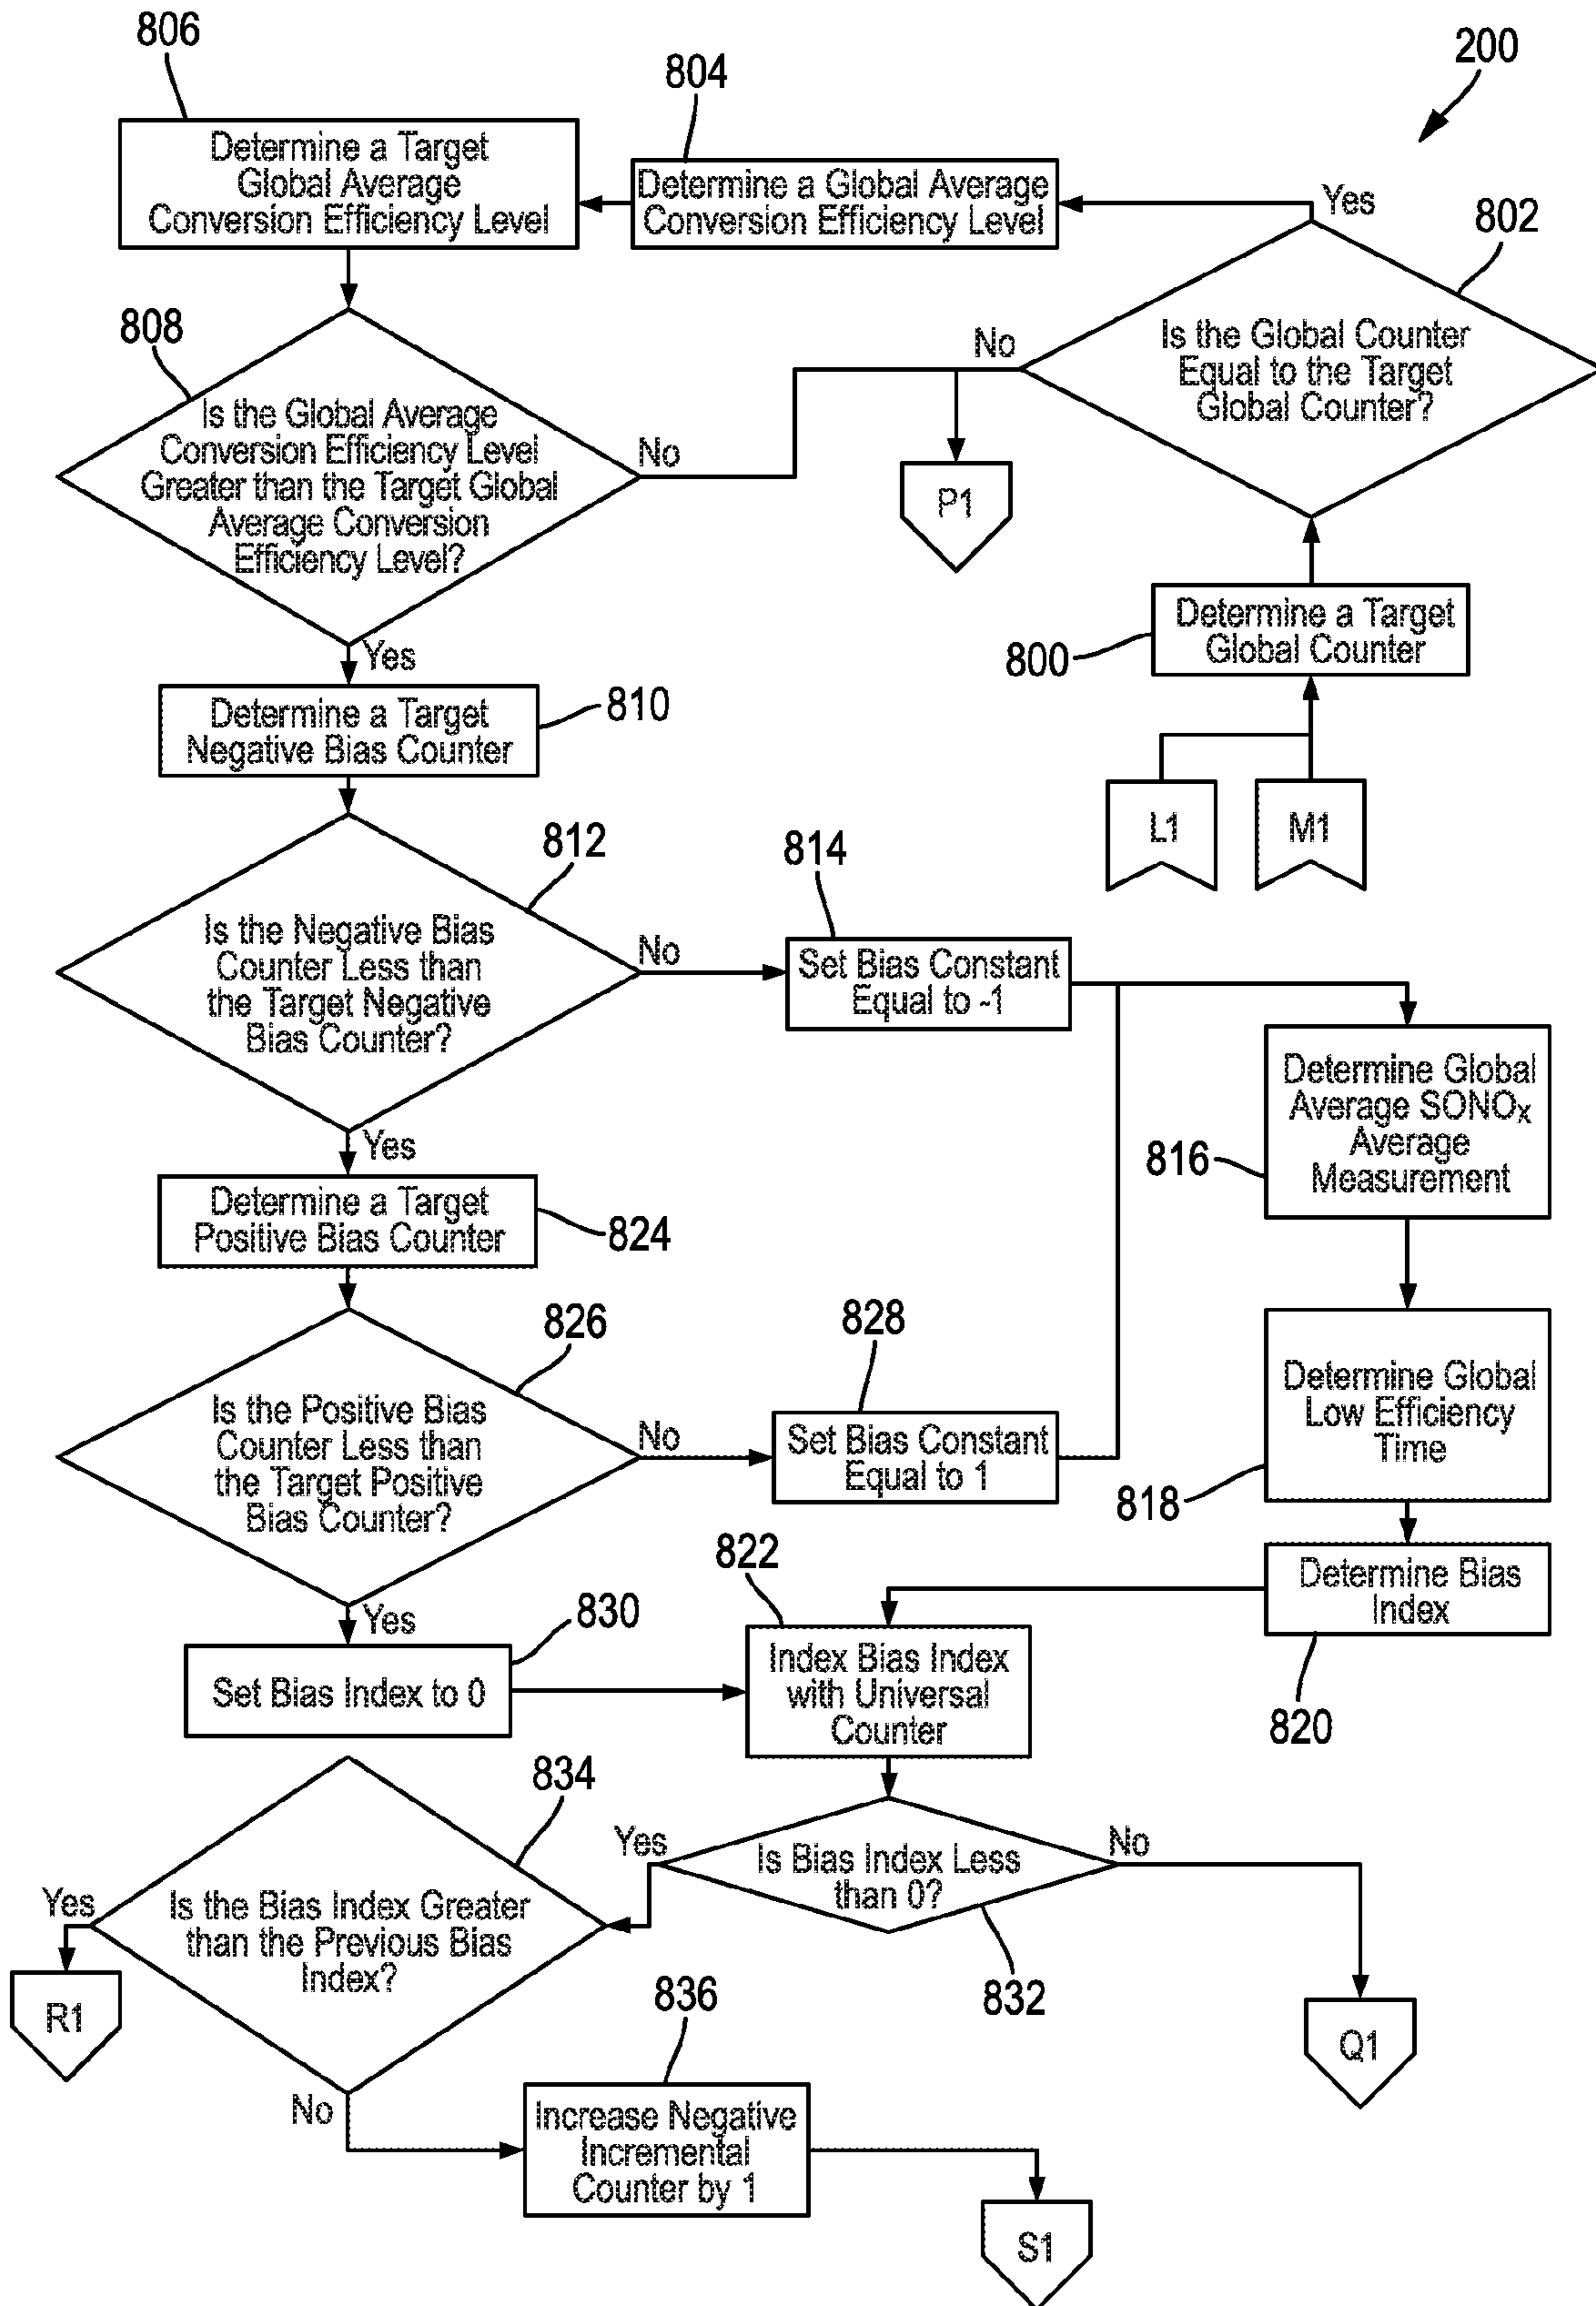 806
804
200
Determine a Target
Global Average
Conversion Efficiency Level
Determine a Global Average
Conversion Efficiency Level
Yes
802
808
Is the Global Average
Conversion Efficiency Level
Greater than the Target Global
Average Conversion
Efficiency Level?
No
No
Is the Global Counter
Equal to the Target
Global Counter?
P1
800
Determine a Target
Global Counter
Yes
Determine a Target
Negative Bias Counter
810
L1
M1
812
814
Is the Negative Bias
Counter Less than
the Target Negative
Bias Counter?
No
Set Bias Constant
Equal to -1
816
Determine Global
Average SONOx
Average
Measurement
Yes
Determine a Target
Positive Bias Counter
824
826
828
Is the Positive Bias
Counter Less than
the Target Positive
Bias Counter?
No
Set Bias Constant
Equal to 1
818
Determine Global
Low Efficiency
Time
822
Determine Bias
Index
820
Yes
830
Set Bias Index to 0
Index Bias Index
with Universal
Counter
834
Yes
Is Bias Index Less
than 0?
No
832
Yes
Is the Bias Index Greater
than the Previous Bias
Index?
R1
Q1
No
836
Increase Negative
Incremental
Counter by 1
S1